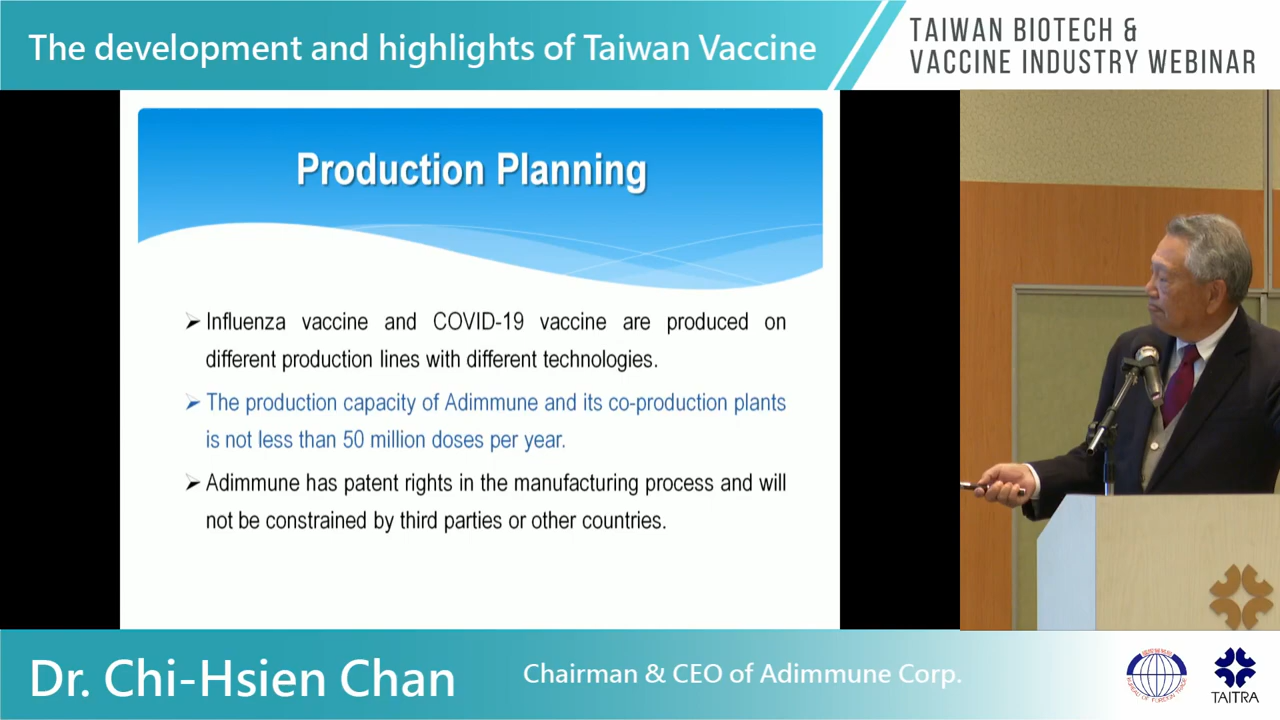 The development and highlights of Taiwan Vaccine
TAIWAN BIOTECH &
VACCINE INDUSTRY WEBINAR
Production Planning
➢ Influenza vaccine and COVID-19 vaccine are produced on
different production lines with different technologies.
➢ The production capacity of Adimmune and its co-production plants
is not less than 50 million doses per year.
➢ Adimmune has patent rights in the manufacturing process and will
not be constrained by third parties or other countries.
Dr. Chi-Hsien Chan
Chairman & CEO of Adimmune Corp.
BUREAU OF FOREIGN TRADE
TAITRA